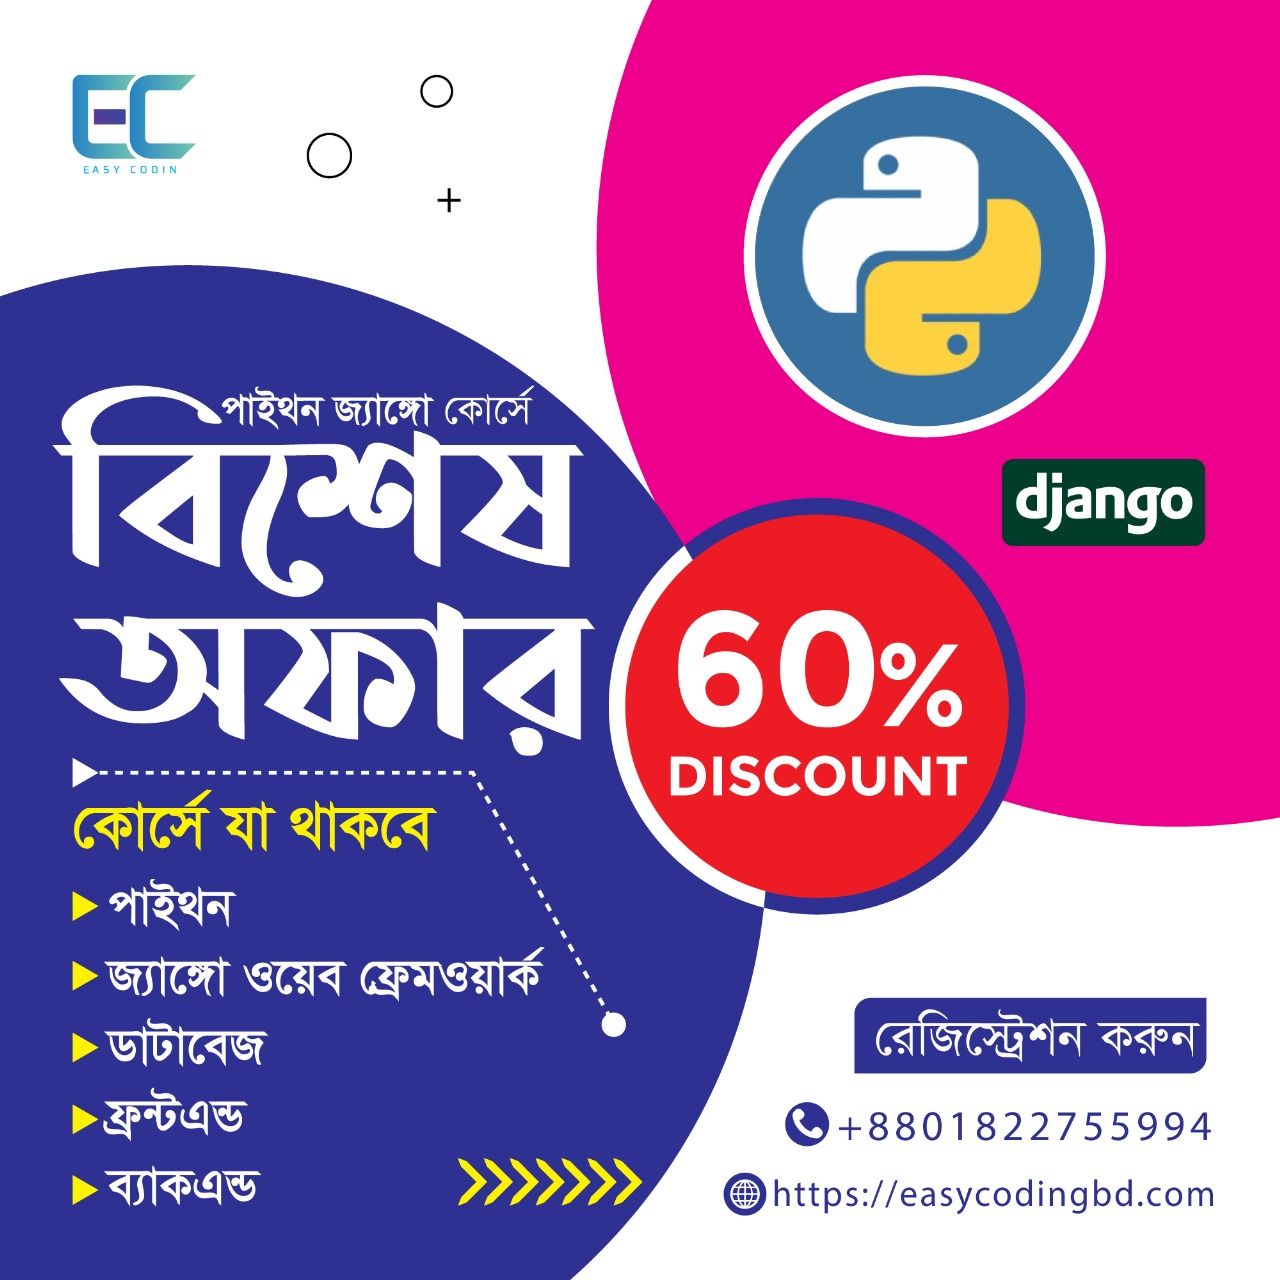 EC
EASY CODIN
পাইথন জ্যাঙ্গো কোর্সে
বিশেষ
অফার
django
60%
DISCOUNT
কোর্সে যা থাকবে
পাইথন
জ্যাঙ্গো ওয়েব ফ্রেমওয়ার্ক
ডাটাবেজ
ফ্রন্টএন্ড
ব্যাকএন্ড
রেজিস্ট্রেশন করুন
+8801822755994
https://easycodingbd.com